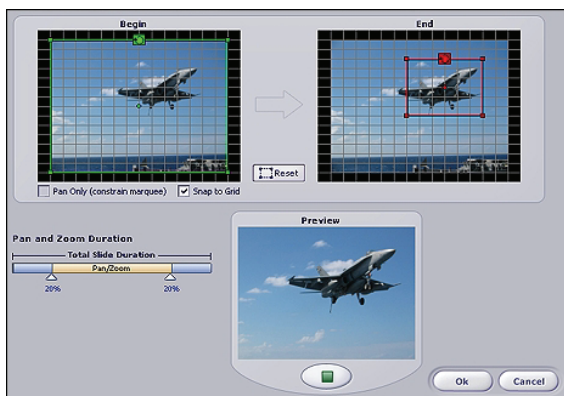 Begin
End
Reset
Pan Only (constrain marquee)
Snap to Grid
Preview
Pan and Zoom Duration
Total Slide Duration
Pan/Zoom
20%
20%
Ok
Cancel